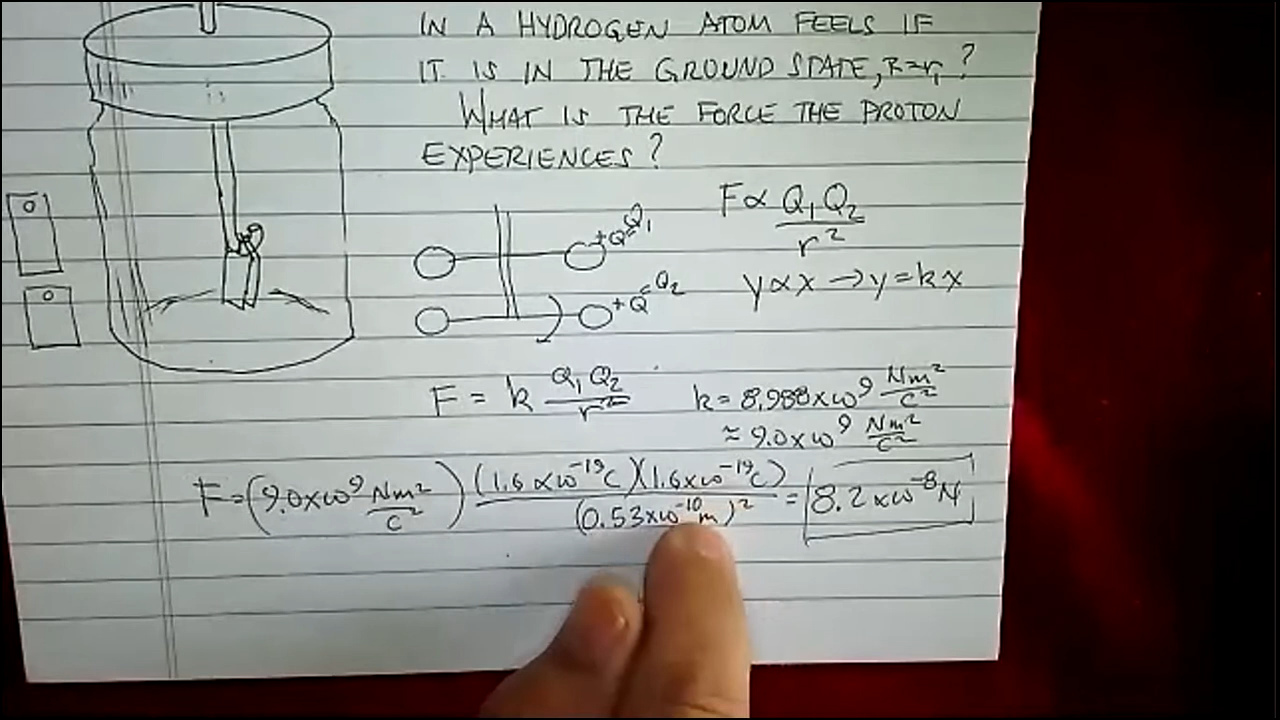 IN A HYDROGEN ATOM FEELS IF
IT IS IN THE GROUND STATE, R=r₁?
WHAT IS THE FORCE THE PROTON
EXPERIENCES?
F∝ Q₁Q₂/r²
+Q=Q₁
+Q=Q₂
y∝x → y=kx
F = k Q₁Q₂/r²
k = 8.988×10⁹ Nm²/C²
≈ 9.0×10⁹ Nm²/C²
F=(9.0×10⁹ Nm²/C²) (1.6×10⁻¹⁹C)(1.6×10⁻¹⁹C)/(0.53×10⁻¹⁰m)² = 8.2×10⁻⁸N